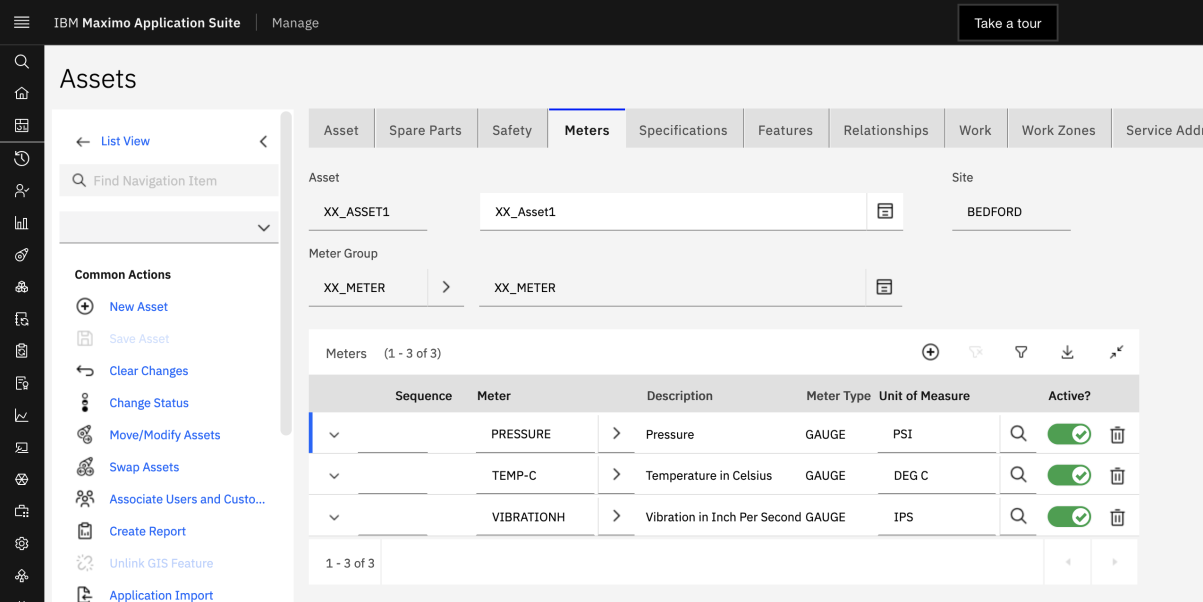 IBM Maximo Application Suite Manage Take a tour
Assets
List View
Find Navigation Item
Common Actions
New Asset
Save Asset
Clear Changes
Change Status
Move/Modify Assets
Swap Assets
Associate Users and Custo...
Create Report
Unlink GIS Feature
Application Import
Asset Spare Parts Safety Meters Specifications Features Relationships Work Work Zones Service Addr
Asset Site
XX_ASSET1 XX_Asset1 BEDFORD
Meter Group
XX_METER XX_METER
Meters (1 - 3 of 3)
Sequence Meter Description Meter Type Unit of Measure Active?
PRESSURE Pressure GAUGE PSI
TEMP-C Temperature in Celsius GAUGE DEG C
VIBRATIONH Vibration in Inch Per Second GAUGE IPS
1 - 3 of 3